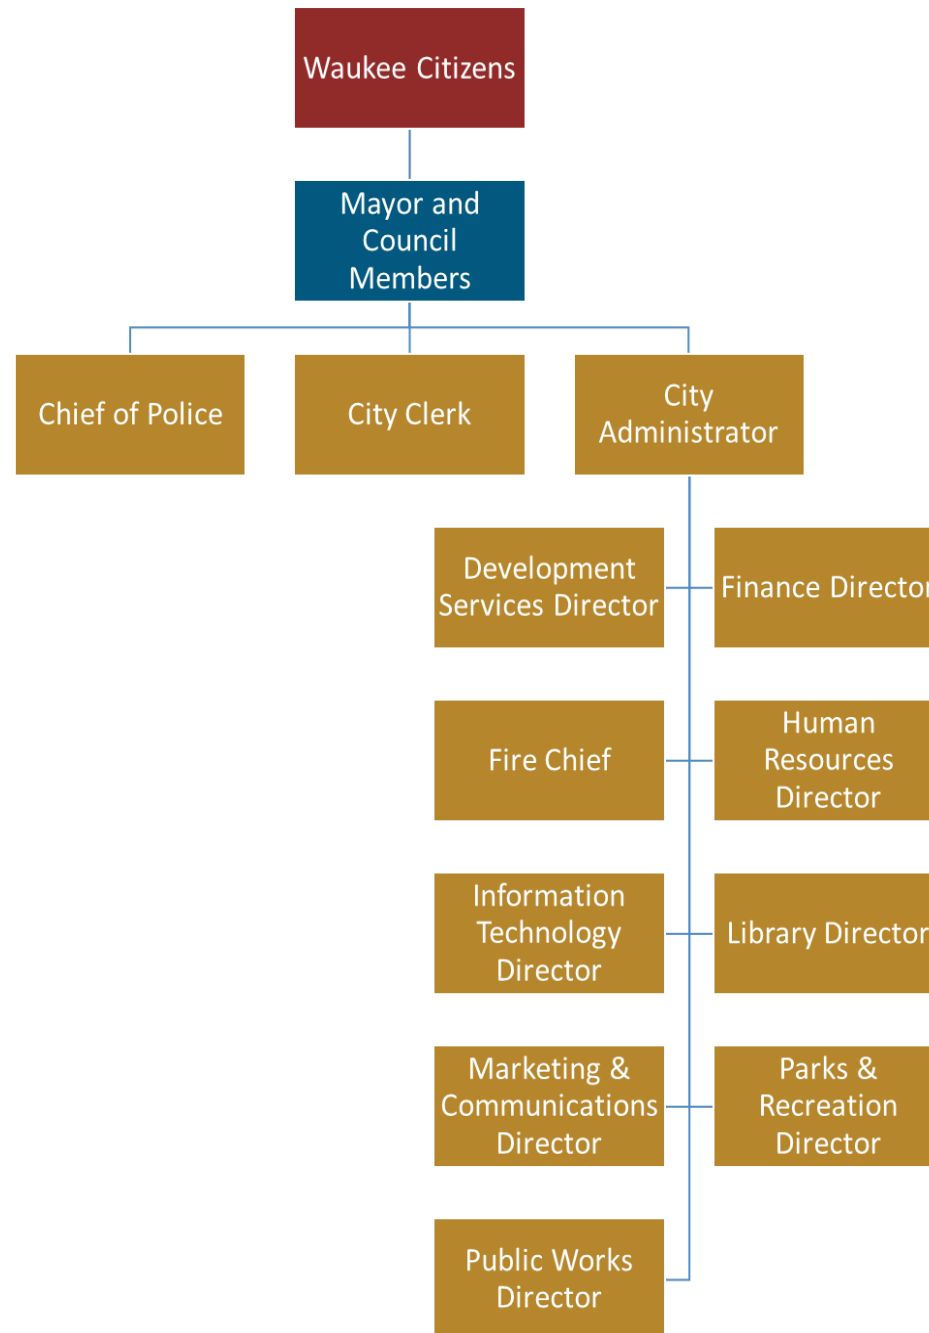 Waukee Citizens
Mayor and
Council
Members
Chief of Police
City Clerk
City
Administrator
Development
Services Director
Finance Director
Fire Chief
Human
Resources
Director
Information
Technology
Director
Library Director
Marketing &
Communications
Director
Parks &
Recreation
Director
Public Works
Director